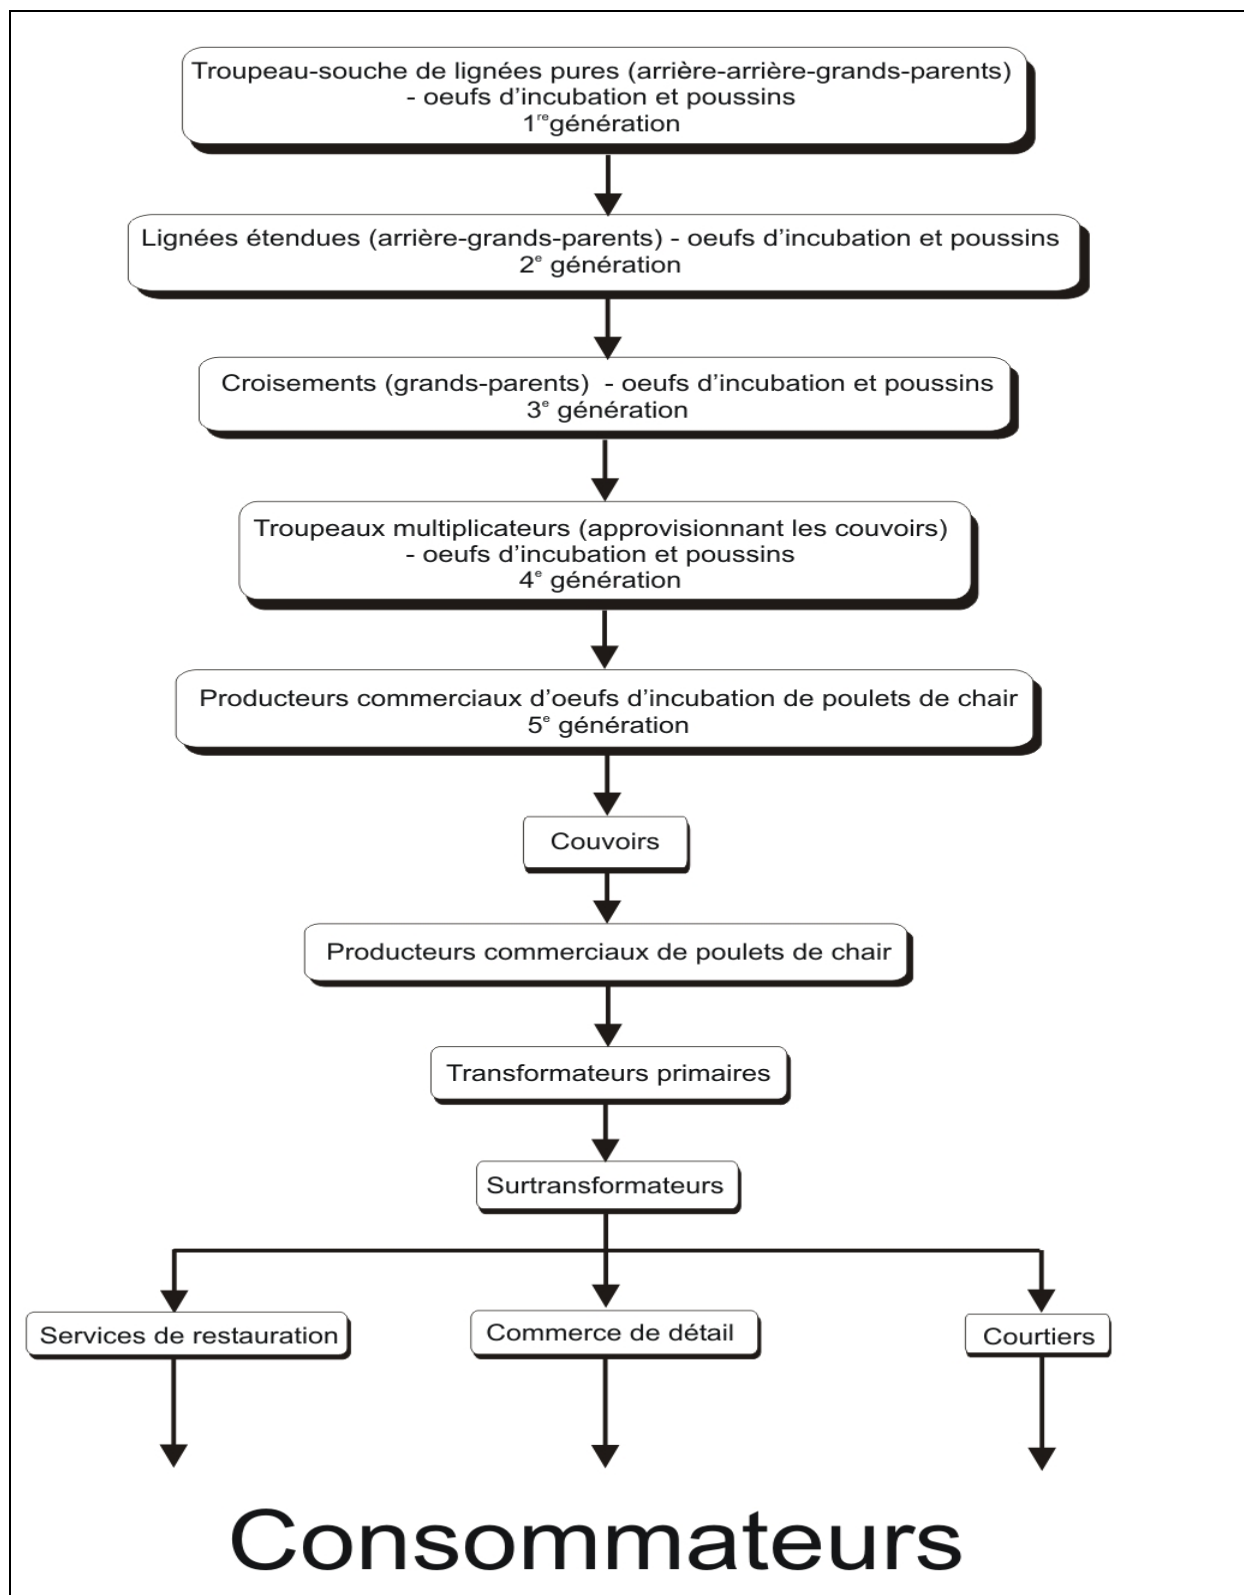 Troupeau-souche de lignées pures (arrière-arrière-grands-parents)
- oeufs d'incubation et poussins
1re génération
Lignées étendues (arrière-grands-parents) - oeufs d'incubation et poussins
2e génération
Croisements (grands-parents) - oeufs d'incubation et poussins
3e génération
Troupeaux multiplicateurs (approvisionnant les couvoirs)
- oeufs d'incubation et poussins
4e génération
Producteurs commerciaux d'oeufs d'incubation de poulets de chair
5e génération
Couvoirs
Producteurs commerciaux de poulets de chair
Transformateurs primaires
Surtransformateurs
Services de restauration
Commerce de détail
Courtiers
Consommateurs